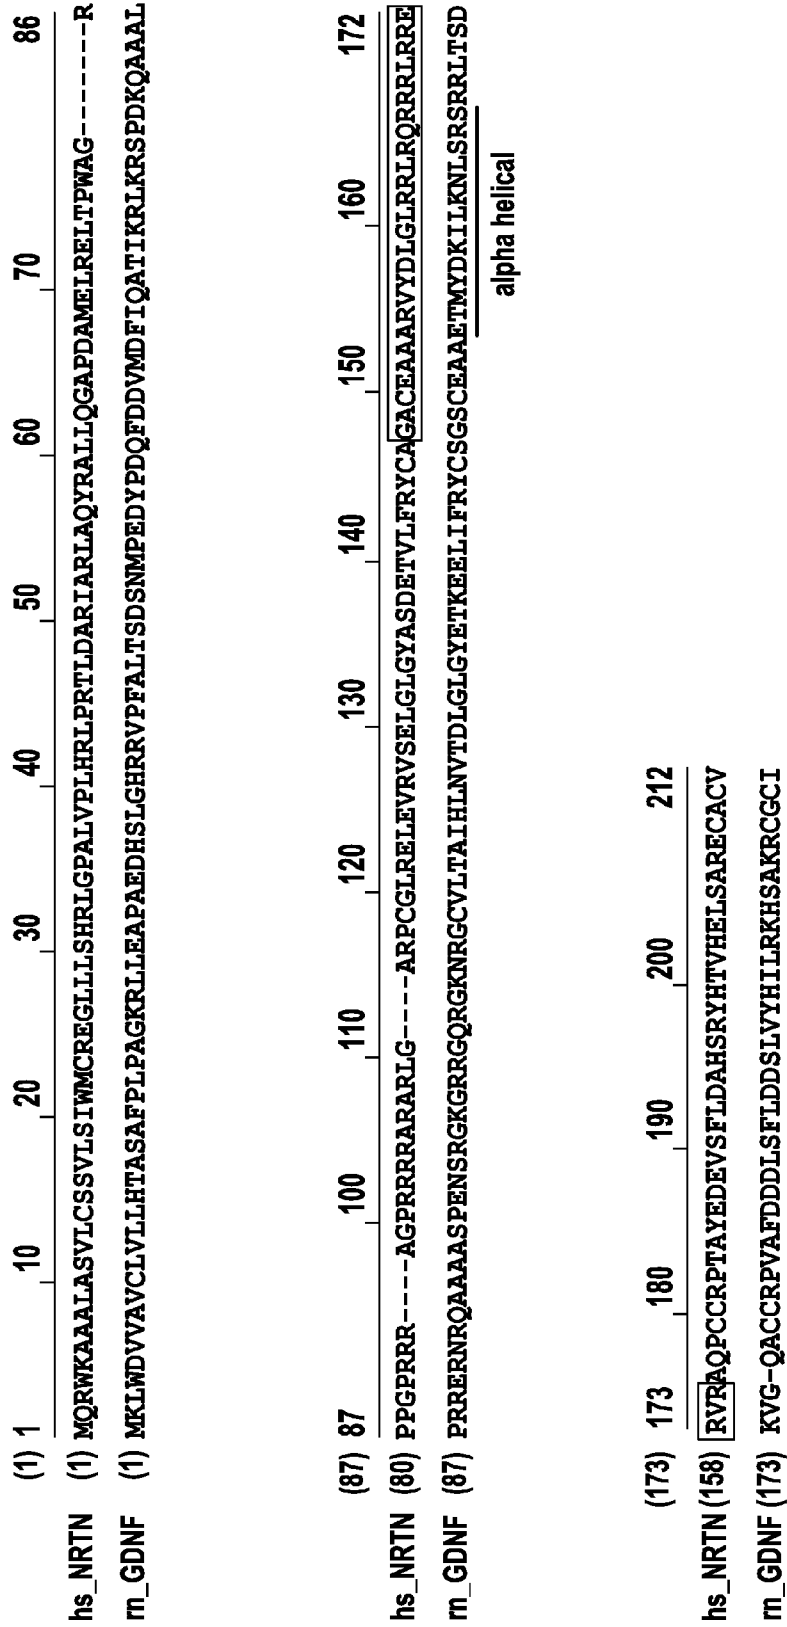 (1) 1 10 20 30 40 50 60 70 86
hs_NRTN (1) MQRWKAAALASVLCSSVLSIWMCREGLLLSHRLGPALVPLHRLPRTLDARIARLAQYRALLQGAPDAMELRELTPWAG-------R
rn_GDNF (1) MKLWDVVAVCLVLLHTASAFPLPAGKRLLEAPAEDHSLGHRRVPFALTSDSNMPEDYPDQFDDVMDFIQATIKRLKRSPDKQAAAL
(87) 87 100 110 120 130 140 150 160 172
hs_NRTN (80) PPGPRRR----AGPRRRRARARLG----ARPCGLRELEVRVSELGLGYASDETVLFRYCAGACEAAARVYDLGLRRLRQRRRLRRE
rn_GDNF (87) PRRERNRQAAAASPENSRGKGRRGQRGKNRGCVLTAIHLNVTDLGLGYETKEELIFRYCSGSCEAAETMYDKILKNLSRSRRLTSD
alpha helical
(173) 173 180 190 200 212
hs_NRTN (158) RVRAQPCCRPTAYEDEVSFLDAHSRYHTVHELSARECACV
rn_GDNF (173) KVG-QACCRPVAFDDDLSFLDDSLVYHILRKHSAKRCGCI